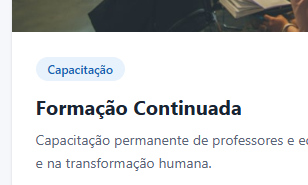 Capacitação
Formação Continuada
Capacitação permanente de professores e
e na transformação humana.